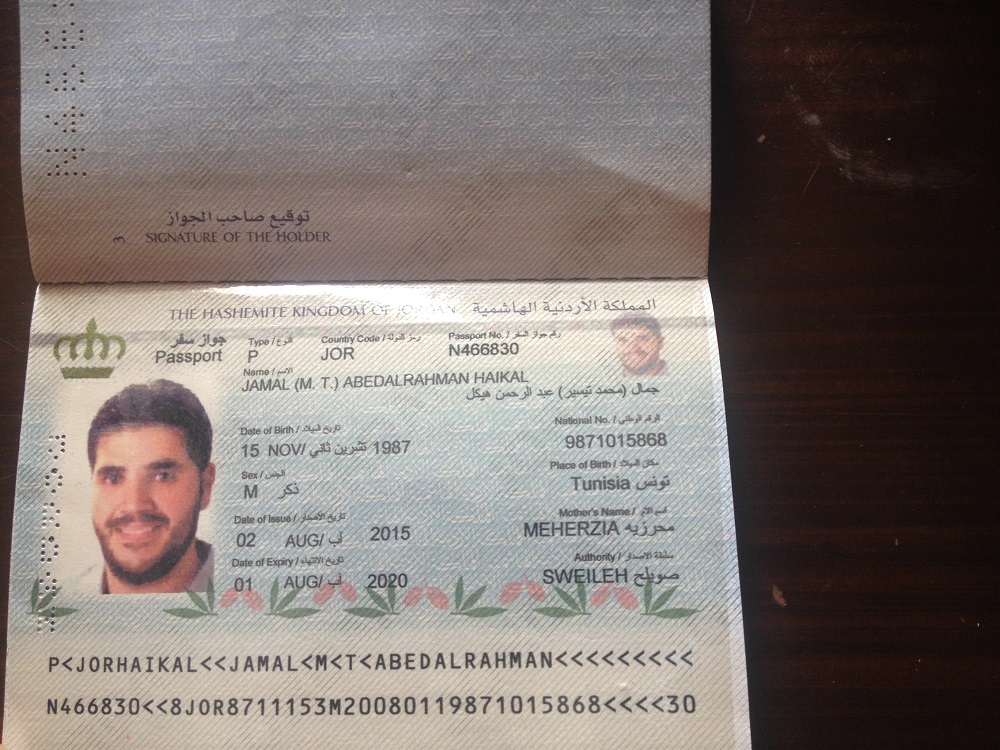 توقيع صاحب الجواز
SIGNATURE OF THE HOLDER
٣
THE HASHEMITE KINGDOM OF JORDAN المملكة الأردنية الهاشمية
جواز سفر
Passport
Type / النوع Country Code / رمز الدولة Passport No. / رقم جواز السفر
P JOR N466830
Name / الاسم
JAMAL (M. T.) ABEDALRAHMAN HAIKAL
جمال (محمد تيسير) عبد الرحمن هيكل
Date of Birth / تاريخ الميلاد National No. / الرقم الوطني
15 NOV/ تشرين ثاني 1987 9871015868
Sex / الجنس Place of Birth / مكان الميلاد
M ذكر Tunisia تونس
Date of Issue / تاريخ الاصدار Mother's Name / اسم الأم
02 AUG/ آب 2015 MEHERZIA محرزيه
Date of Expiry / تاريخ الانتهاء Authority / سلطة الاصدار
01 AUG/ آب 2020 SWEILEH صويلح
P<JORHAIKAL<<JAMAL<M<T<ABEDALRAHMAN<<<<<<<<<
N466830<<8JOR8711153M20080119871015868<<<<30